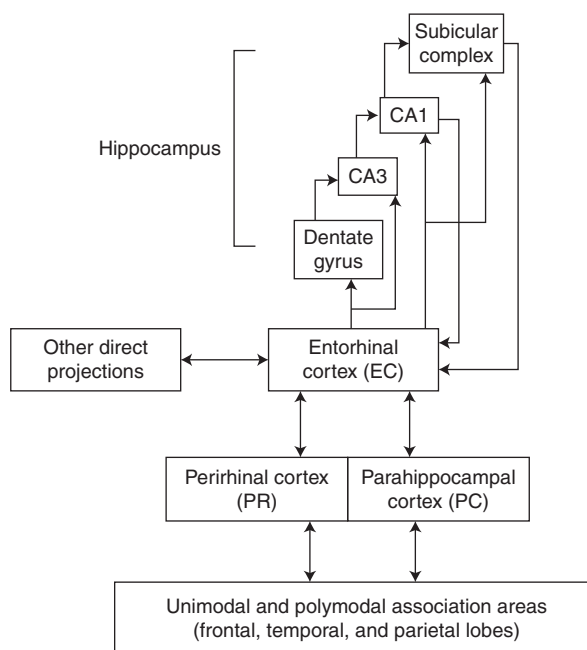 Subicular
complex
CA1
Hippocampus
CA3
Dentate
gyrus
Other direct
projections
Entorhinal
cortex (EC)
Perirhinal cortex
(PR)
Parahippocampal
cortex (PC)
Unimodal and polymodal association areas
(frontal, temporal, and parietal lobes)